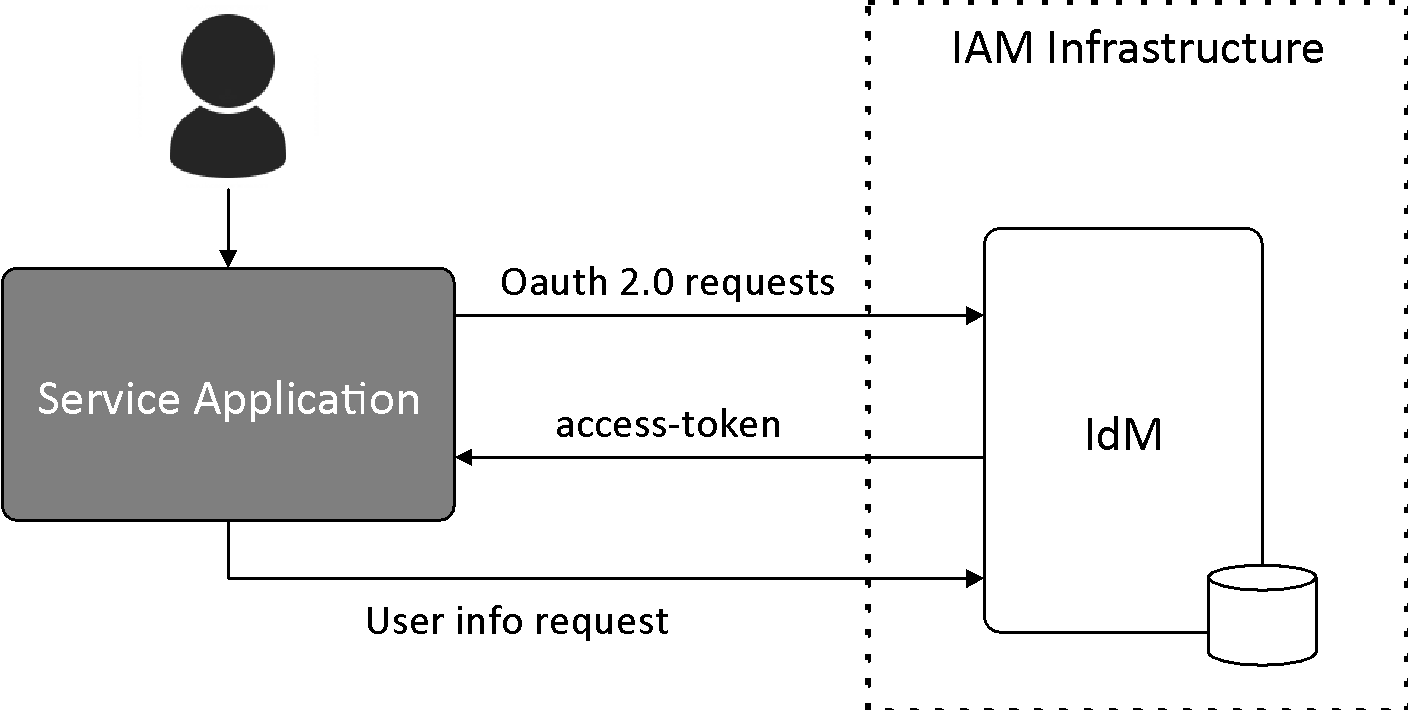 IAM Infrastructure
Oauth 2.0 requests
Service Application
access-token
IdM
User info request